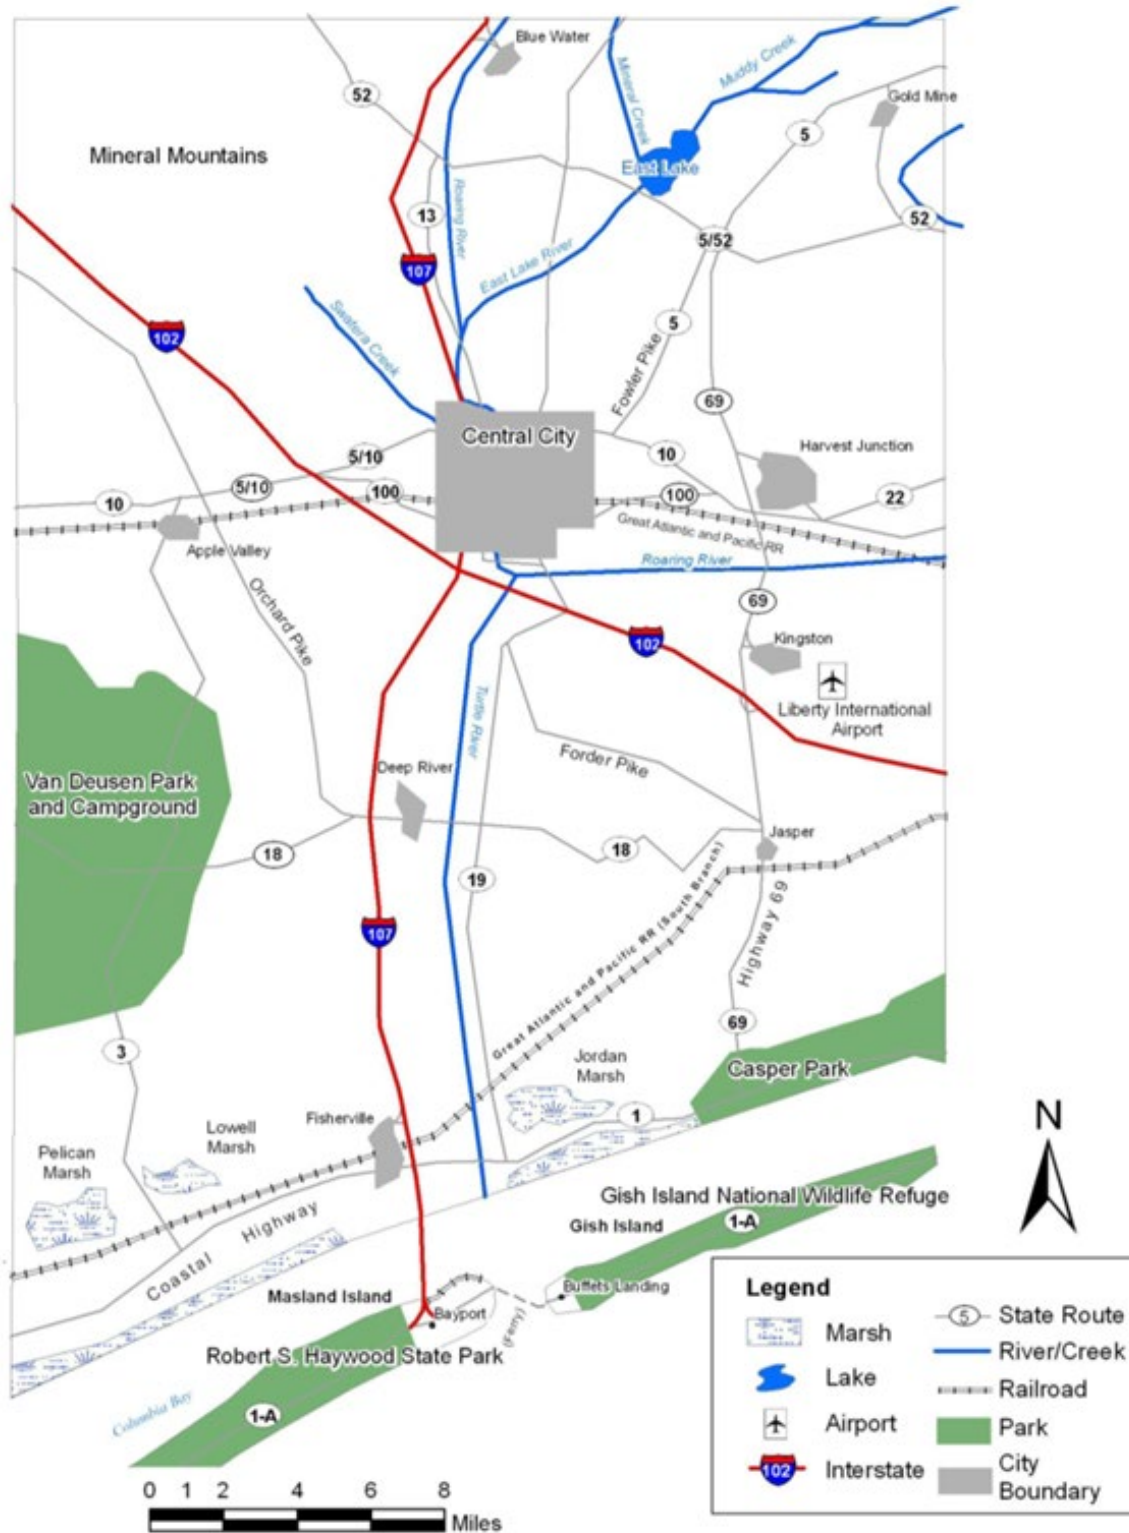 Blue Water
52
Mineral Creek
Muddy Creek
Gold Mine
5
Mineral Mountains
East Lake
Roaring River
13
52
5/52
107
East Lake River
Swatera Creek
102
5
Fowler Pike
69
Central City
Harvest Junction
5/10
10
5/10
100
100
22
10
Great Atlantic and Pacific RR
Apple Valley
Roaring River
Orchard Pike
69
102
Kingston
Liberty International
Airport
Turtle River
Forder Pike
Deep River
Van Deusen Park
and Campground
18
18
Jasper
19
Great Atlantic and Pacific RR (South Branch)
Highway 69
107
69
3
Jordan
Marsh
Casper Park
Fisherville
1
Lowell
Marsh
Pelican
Marsh
Gish Island National Wildlife Refuge
Gish Island
1-A
Coastal Highway
Buffets Landing
Masland Island
Bayport
(Ferry)
Robert S. Haywood State Park
Columbia Bay
1-A
N
Legend
Marsh
Lake
Airport
102
Interstate
5
State Route
River/Creek
Railroad
Park
City
Boundary
0 1 2 4 6 8
Miles